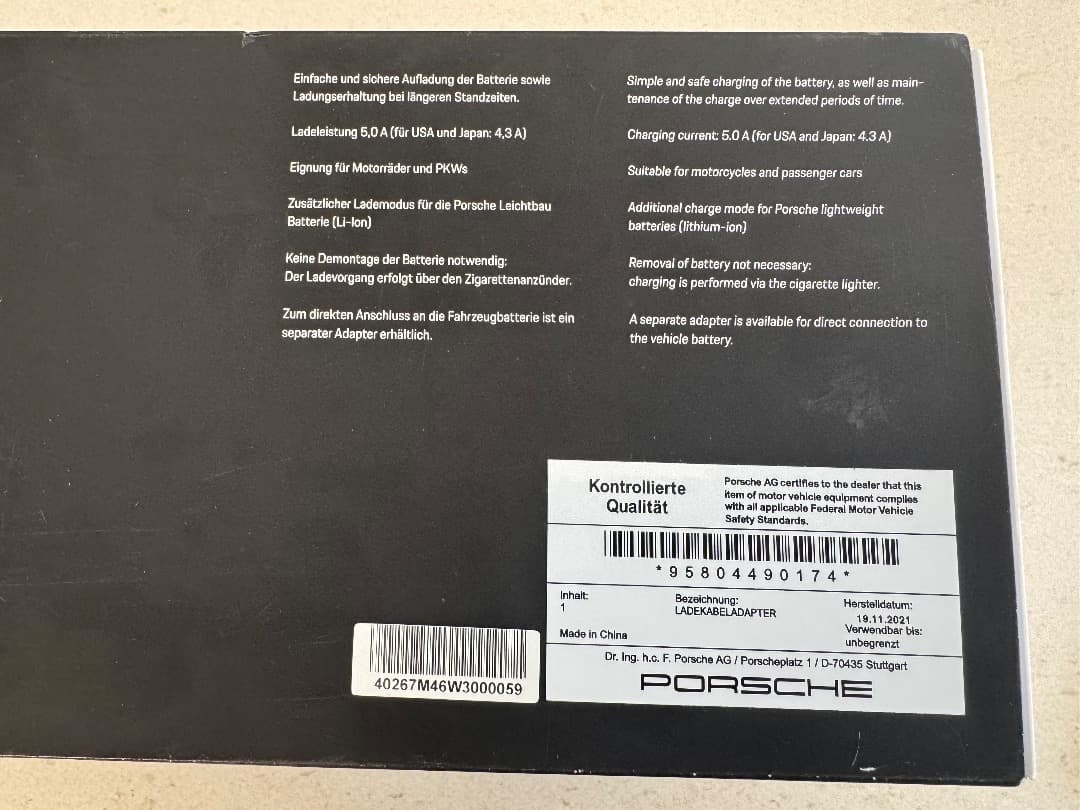 Einfache und sichere Aufladung der Batterie sowie
Ladungserhaltung bei längeren Standzeiten.
Ladeleistung 5,0 A (für USA und Japan: 4,3 A)
Eignung für Motorräder und PKWs
Zusätzlicher Lademodus für die Porsche Leichtbau
Batterie (Li-Ion)
Keine Demontage der Batterie notwendig:
Der Ladevorgang erfolgt über den Zigarettenanzünder.
Zum direkten Anschluss an die Fahrzeugbatterie ist ein
separater Adapter erhältlich.
Simple and safe charging of the battery, as well as main-
tenance of the charge over extended periods of time.
Charging current: 5.0 A (for USA and Japan: 4.3 A)
Suitable for motorcycles and passenger cars
Additional charge mode for Porsche lightweight
batteries (lithium-ion)
Removal of battery not necessary:
charging is performed via the cigarette lighter.
A separate adapter is available for direct connection to
the vehicle battery.
Kontrollierte
Qualität
Porsche AG certifies to the dealer that this
item of motor vehicle equipment complies
with all applicable Federal Motor Vehicle
Safety Standards.
*95804490174*
Inhalt:
1
Bezeichnung:
LADEKABELADAPTER
Herstelldatum:
19.11.2021
Verwendbar bis:
unbegrenzt
Made in China
Dr. Ing. h.c. F. Porsche AG / Porscheplatz 1 / D-70435 Stuttgart
PORSCHE
40267M46W3000059